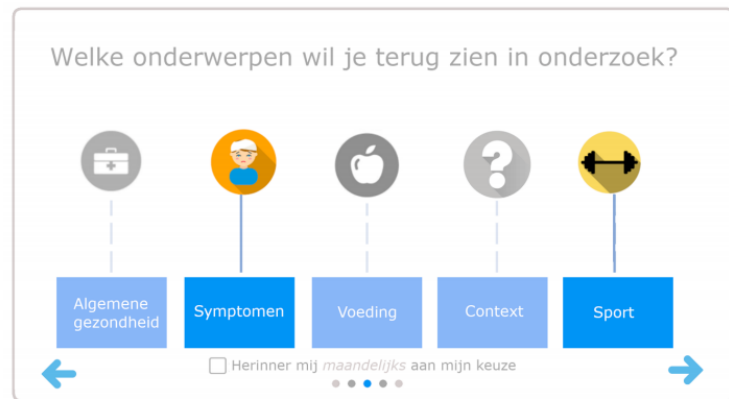 Welke onderwerpen wil je terug zien in onderzoek?
Algemene
gezondheid
Symptomen
Voeding
Context
Sport
Herinner mij maandelijks aan mijn keuze